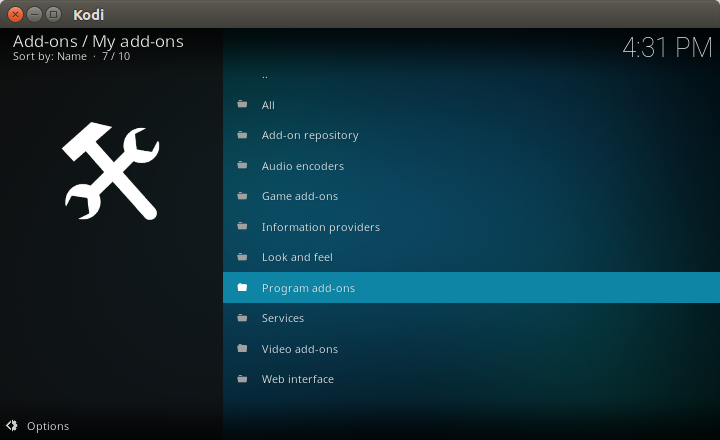 Kodi
Add-ons / My add-ons
Sort by: Name · 7 / 10
4:31 PM
..
All
Add-on repository
Audio encoders
Game add-ons
Information providers
Look and feel
Program add-ons
Services
Video add-ons
Web interface
Options